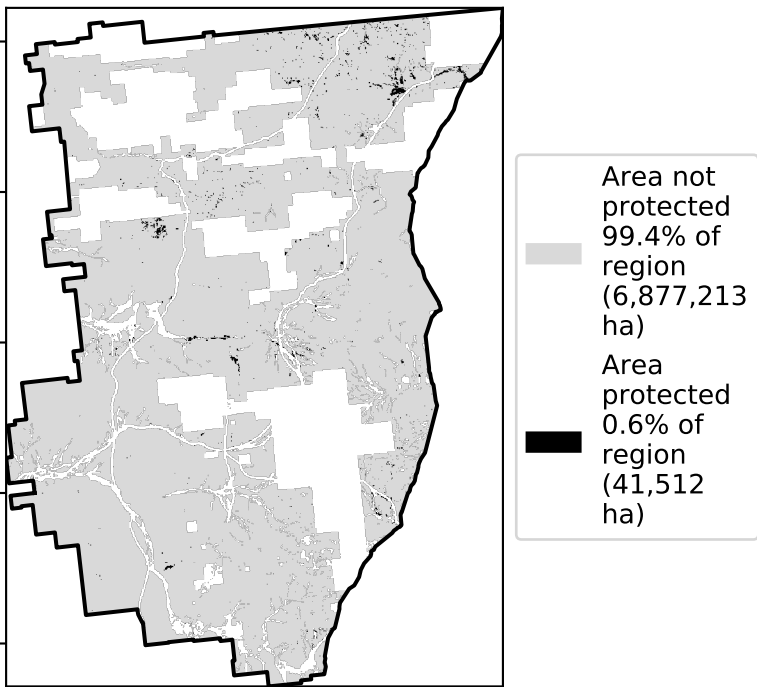 Area not
protected
99.4% of
region
(6,877,213
ha)
Area
protected
0.6% of
region
(41,512
ha)